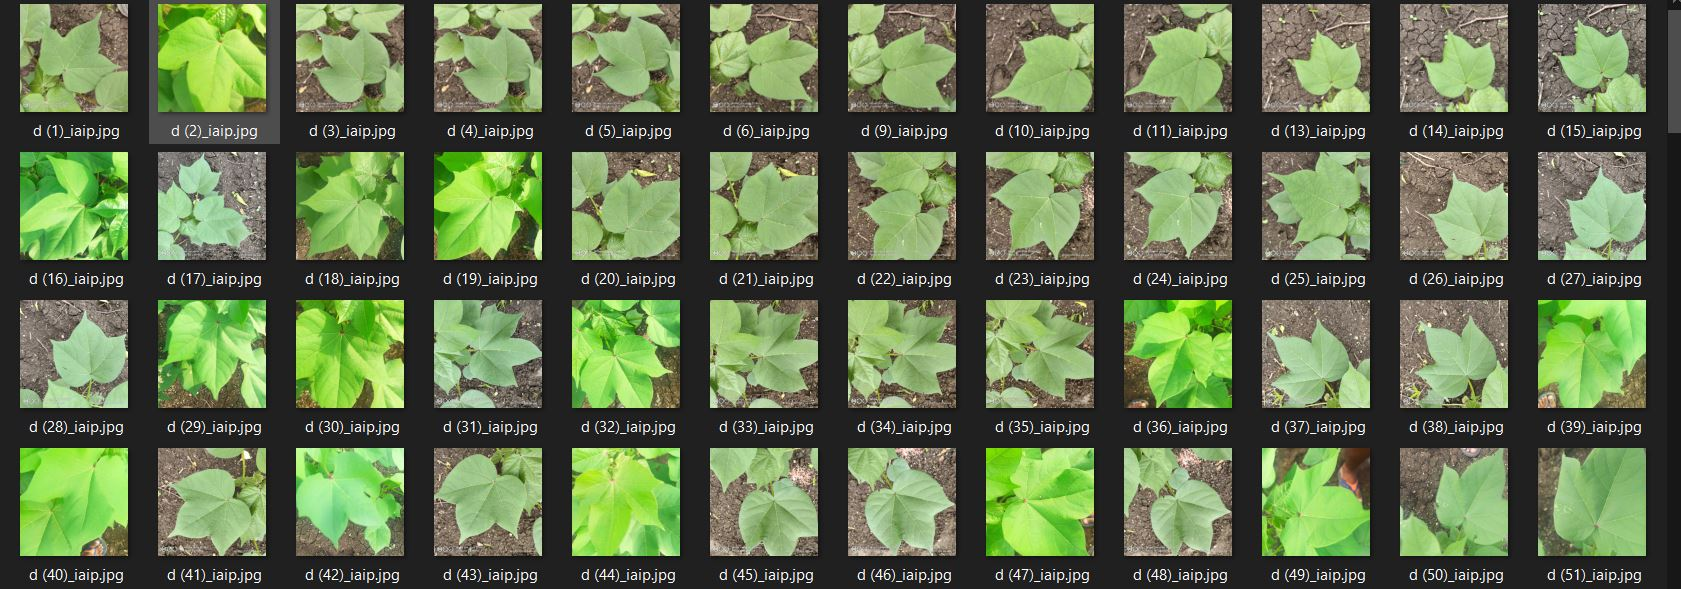 d (1)_iaip.jpg d (2)_iaip.jpg d (3)_iaip.jpg d (4)_iaip.jpg d (5)_iaip.jpg d (6)_iaip.jpg d (9)_iaip.jpg d (10)_iaip.jpg d (11)_iaip.jpg d (13)_iaip.jpg d (14)_iaip.jpg d (15)_iaip.jpg
d (16)_iaip.jpg d (17)_iaip.jpg d (18)_iaip.jpg d (19)_iaip.jpg d (20)_iaip.jpg d (21)_iaip.jpg d (22)_iaip.jpg d (23)_iaip.jpg d (24)_iaip.jpg d (25)_iaip.jpg d (26)_iaip.jpg d (27)_iaip.jpg
d (28)_iaip.jpg d (29)_iaip.jpg d (30)_iaip.jpg d (31)_iaip.jpg d (32)_iaip.jpg d (33)_iaip.jpg d (34)_iaip.jpg d (35)_iaip.jpg d (36)_iaip.jpg d (37)_iaip.jpg d (38)_iaip.jpg d (39)_iaip.jpg
d (40)_iaip.jpg d (41)_iaip.jpg d (42)_iaip.jpg d (43)_iaip.jpg d (44)_iaip.jpg d (45)_iaip.jpg d (46)_iaip.jpg d (47)_iaip.jpg d (48)_iaip.jpg d (49)_iaip.jpg d (50)_iaip.jpg d (51)_iaip.jpg